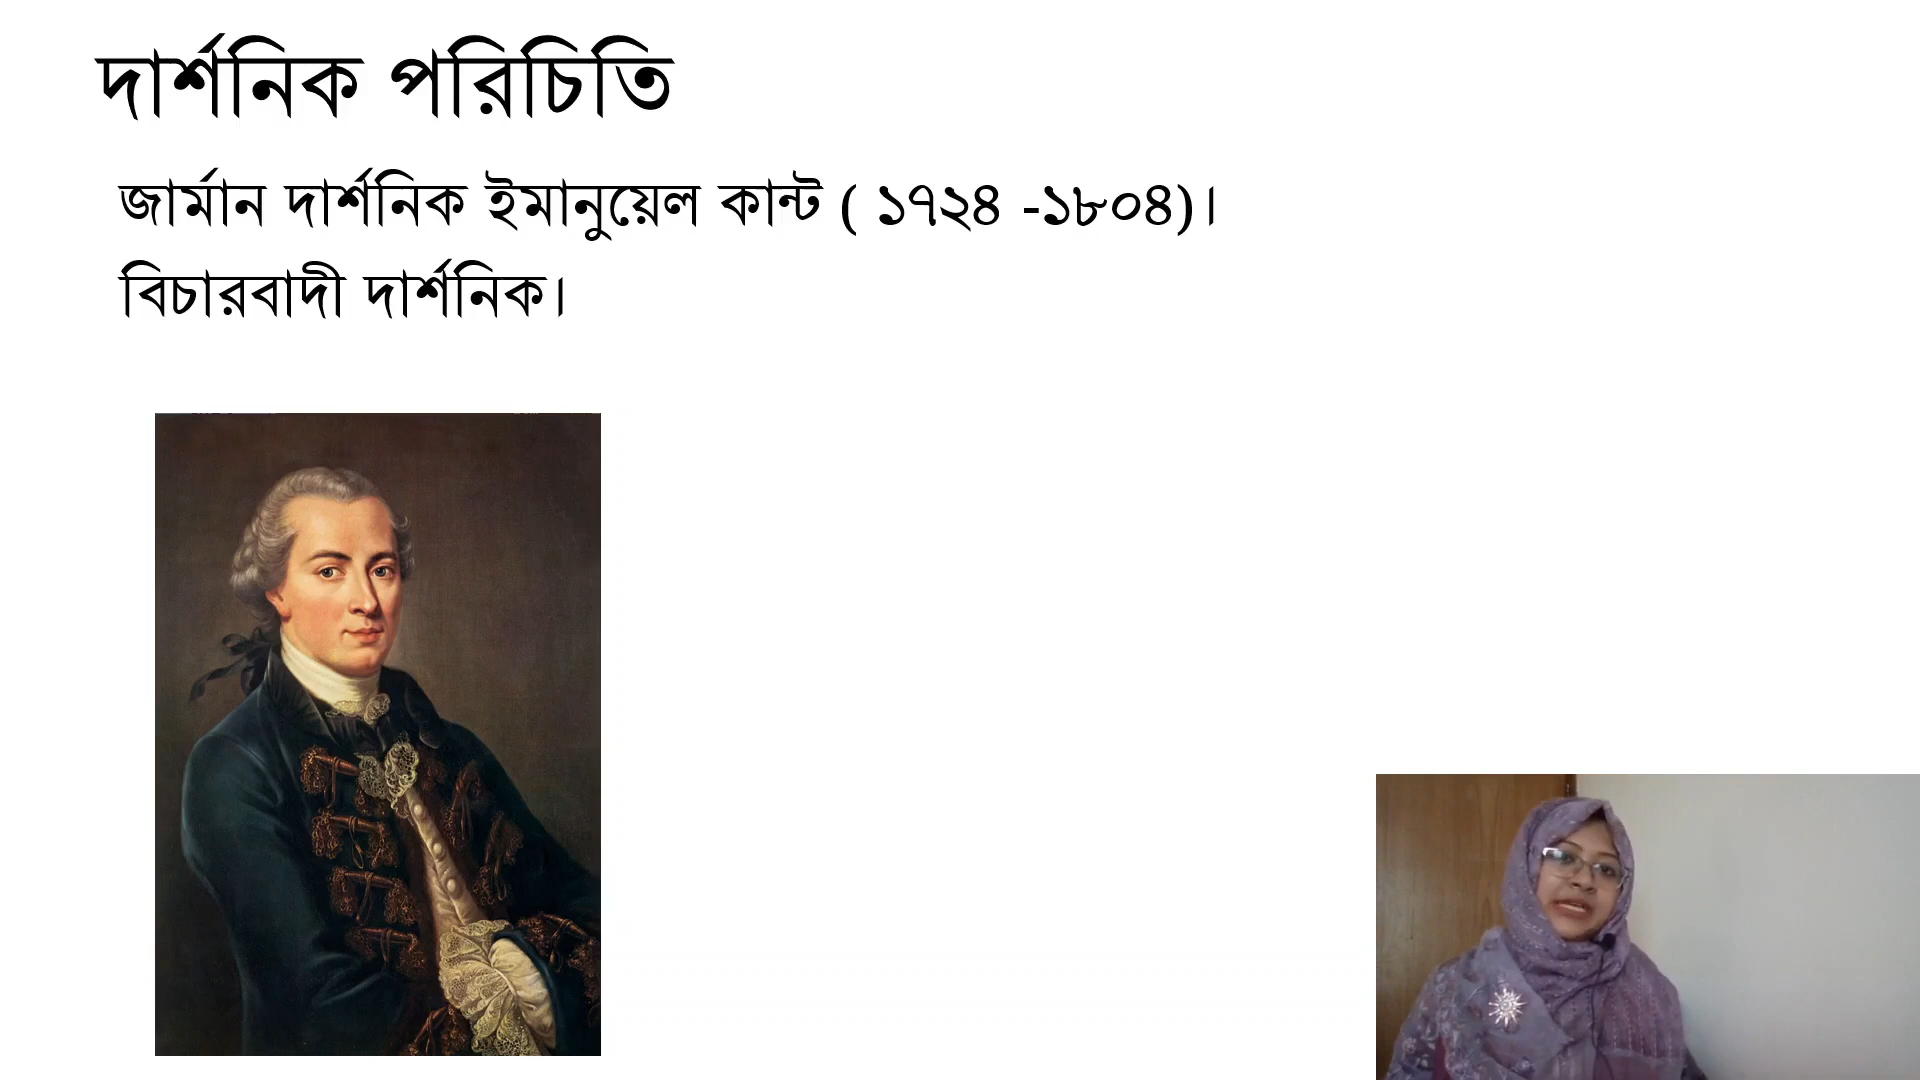 দার্শনিক পরিচিতি
জার্মান দার্শনিক ইমানুয়েল কান্ট ( ১৭২৪ -১৮০৪)।
বিচারবাদী দার্শনিক।